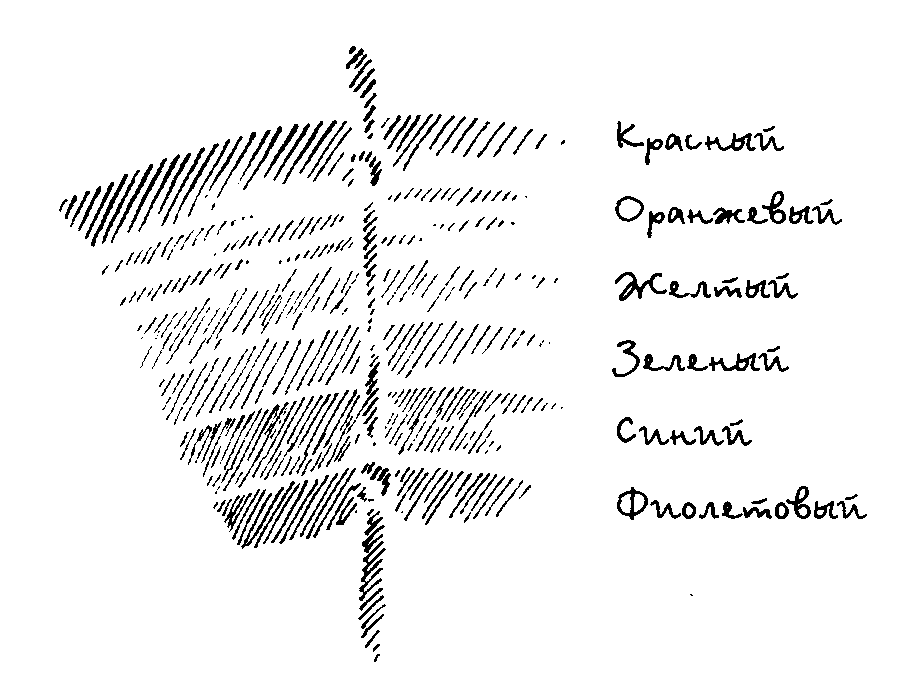 Красный
Оранжевый
Желтый
Зеленый
Синий
Фиолетовый